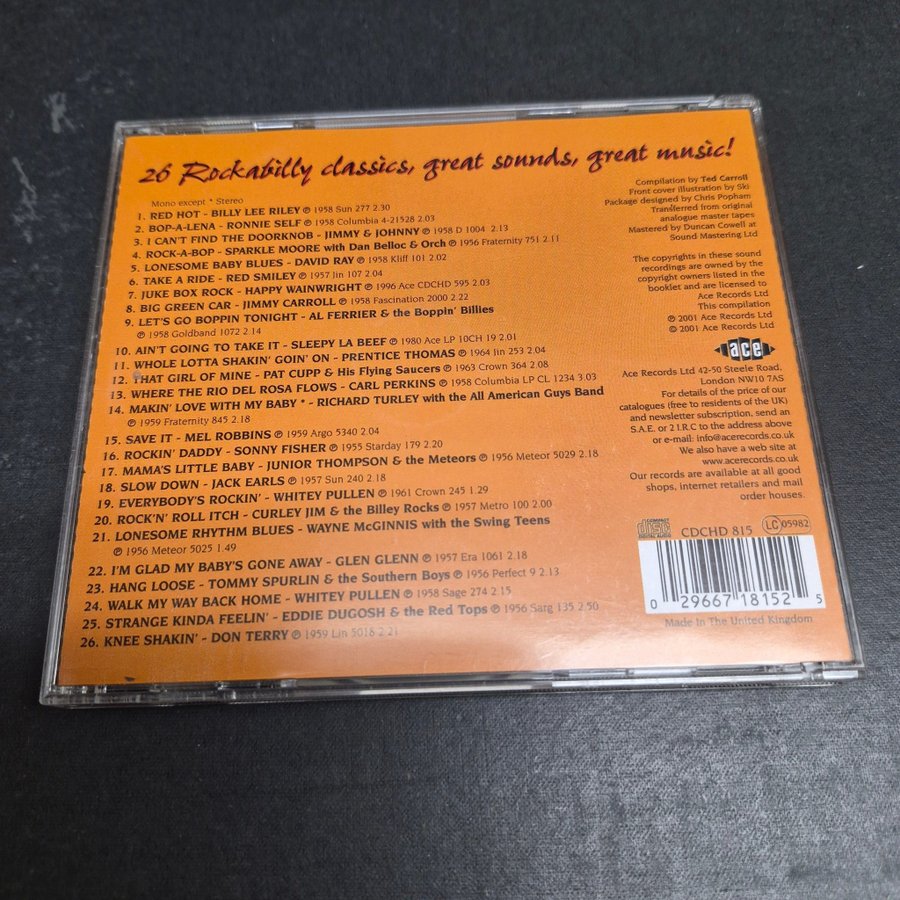 26 Rockabilly classics, great sounds, great music!
Mono except * Stereo
1. RED HOT - BILLY LEE RILEY ℗ 1958 Sun 277 2.30
2. BOP-A-LENA - RONNIE SELF ℗ 1958 Columbia 4-21528 2.03
3. I CAN'T FIND THE DOORKNOB - JIMMY & JOHNNY ℗ 1958 D 1004 2.13
4. ROCK-A-BOP - SPARKLE MOORE with Dan Belloc & Orch ℗ 1956 Fraternity 751 2.11
5. LONESOME BABY BLUES - DAVID RAY ℗ 1958 Kliff 101 2.02
6. TAKE A RIDE - RED SMILEY ℗ 1957 Jin 107 2.04
7. JUKE BOX ROCK - HAPPY WAINWRIGHT ℗ 1996 Ace CDCHD 595 2.03
8. BIG GREEN CAR - JIMMY CARROLL ℗ 1958 Fascination 2000 2.22
9. LET'S GO BOPPIN TONIGHT - AL FERRIER & the Boppin' Billies
℗ 1958 Goldband 1072 2 14
10. AIN'T GOING TO TAKE IT - SLEEPY LA BEEF ℗ 1980 Ace LP 10CH 19 2.01
11. WHOLE LOTTA SHAKIN' GOIN' ON - PRENTICE THOMAS ℗ 1964 Jin 253 2.04
12. THAT GIRL OF MINE - PAT CUPP & His Flying Saucers ℗ 1963 Crown 364 2.08
13. WHERE THE RIO DEL ROSA FLOWS - CARL PERKINS ℗ 1958 Columbia LP CL 1234 3.03
14. MAKIN' LOVE WITH MY BABY * - RICHARD TURLEY with the All American Guys Band
℗ 1959 Fraternity 845 2.18
15. SAVE IT - MEL ROBBINS ℗ 1959 Argo 5340 2.04
16. ROCKIN' DADDY - SONNY FISHER ℗ 1955 Starday 179 2.20
17. MAMA'S LITTLE BABY - JUNIOR THOMPSON & the Meteors ℗ 1956 Meteor 5029 2.18
18. SLOW DOWN - JACK EARLS ℗ 1957 Sun 240 2.18
19. EVERYBODY'S ROCKIN' - WHITEY PULLEN ℗ 1961 Crown 245 1.29
20. ROCK'N' ROLL ITCH - CURLEY JIM & the Billey Rocks ℗ 1957 Metro 100 2.00
21. LONESOME RHYTHM BLUES - WAYNE McGINNIS with the Swing Teens
℗ 1956 Meteor 5025 1.49
22. I'M GLAD MY BABY'S GONE AWAY - GLEN GLENN ℗ 1957 Era 1061 2.18
23. HANG LOOSE - TOMMY SPURLIN & the Southern Boys ℗ 1956 Perfect 9 2.13
24. WALK MY WAY BACK HOME - WHITEY PULLEN ℗ 1958 Sage 274 2.15
25. STRANGE KINDA FEELIN' - EDDIE DUGOSH & the Red Tops ℗ 1956 Sarg 135 2.50
26. KNEE SHAKIN' - DON TERRY ℗ 1959 Lin 5018 2 21
Compilation by Ted Carroll
Front cover illustration by Ski
Package designed by Chris Popham
Transferred from original
analogue master tapes
Mastered by Duncan Cowell at
Sound Mastering Ltd
The copyrights in these sound
recordings are owned by the
copyright owners listed in the
booklet and are licensed to
Ace Records Ltd
This compilation
℗ 2001 Ace Records Ltd
© 2001 Ace Records Ltd
ace
Ace Records Ltd 42-50 Steele Road,
London NW10 7AS
For details of the price of our
catalogues (free to residents of the UK)
and newsletter subscription, send an
S.A.E. or 2 I.R.C to the address above
or e-mail: info@acerecords.co.uk
We also have a web site at
www.acerecords.co.uk
Our records are available at all good
shops, internet retailers and mail
order houses.
COMPACT
disc
DIGITAL AUDIO
CDCHD 815
LC 05982
0 29667 18152 5
Made In The United Kingdom